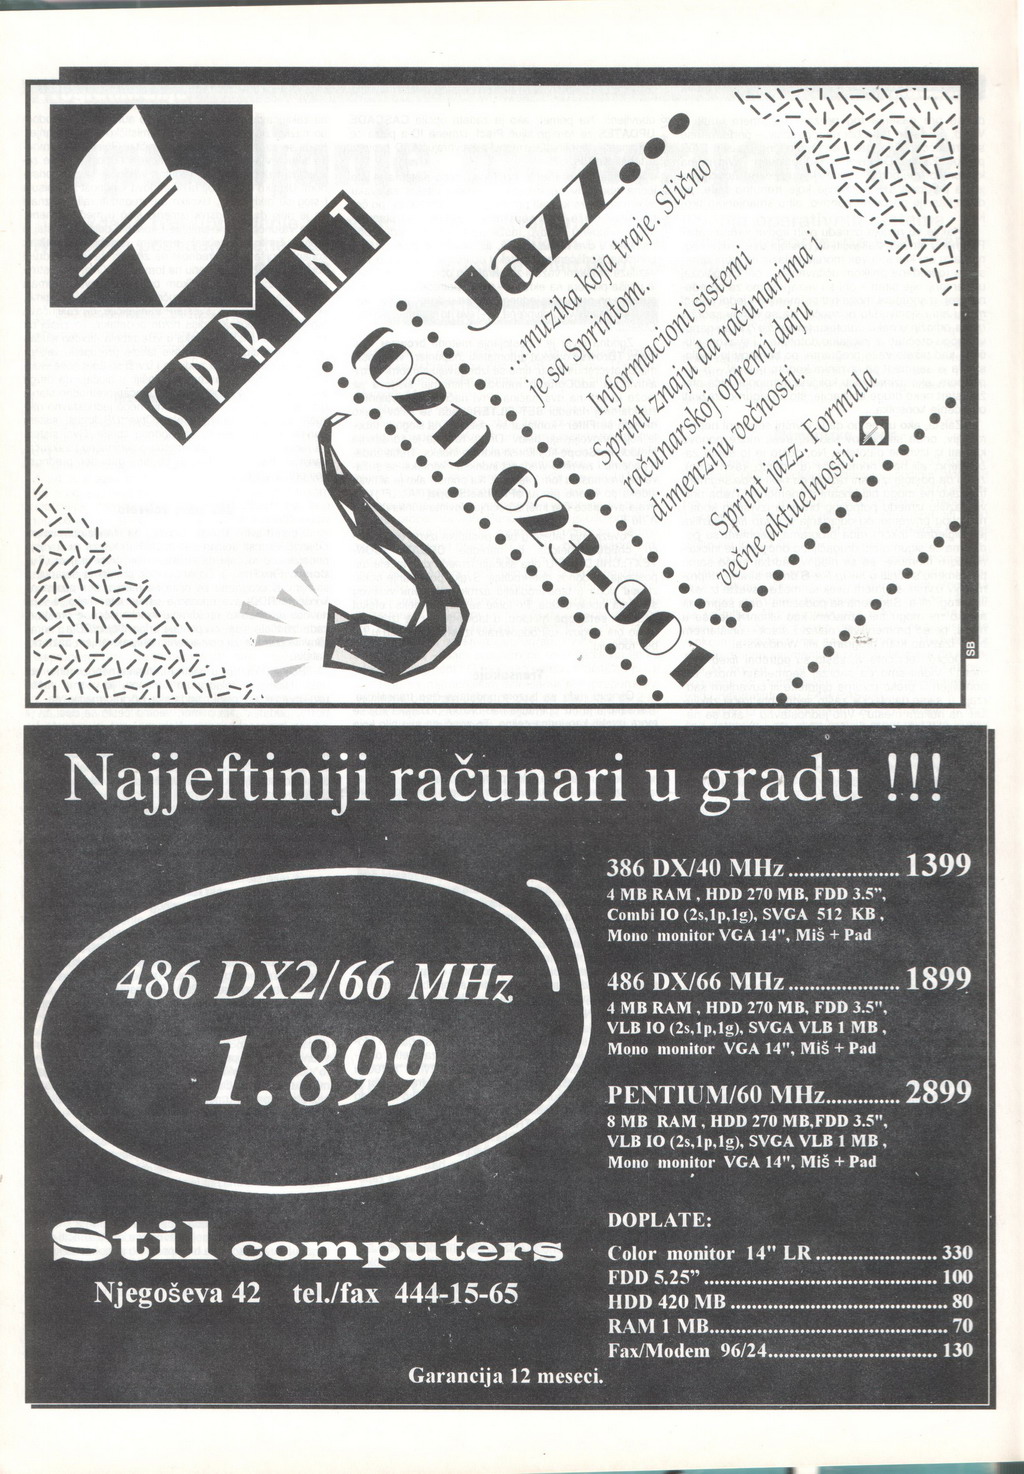 SPRINT
Jazz...
...muzika koja traje. Slično
je sa Sprintom.
Informacioni sistemi
Sprint znaju da računarima i
računarskoj opremi daju
dimenziju večnosti.
Sprint jazz. Formula
večne aktuelnosti.
(021) 623-901
SB
Najjeftiniji računari u gradu !!!
486 DX2/66 MHz
1.899
386 DX/40 MHz ...................... 1399
4 MB RAM , HDD 270 MB, FDD 3.5",
Combi IO (2s,1p,1g), SVGA 512 KB ,
Mono monitor VGA 14", Miš + Pad
486 DX/66 MHz ...................... 1899
4 MB RAM , HDD 270 MB, FDD 3.5",
VLB IO (2s,1p,1g), SVGA VLB 1 MB ,
Mono monitor VGA 14", Miš + Pad
PENTIUM/60 MHz.............. 2899
8 MB RAM , HDD 270 MB,FDD 3.5",
VLB IO (2s,1p,1g), SVGA VLB 1 MB ,
Mono monitor VGA 14", Miš + Pad
Stil computers
Njegoševa 42 tel./fax 444-15-65
DOPLATE:
Color monitor 14" LR ........................ 330
FDD 5.25" .............................................. 100
HDD 420 MB ........................................... 80
RAM 1 MB............................................... 70
Fax/Modem 96/24.................................. 130
Garancija 12 meseci.